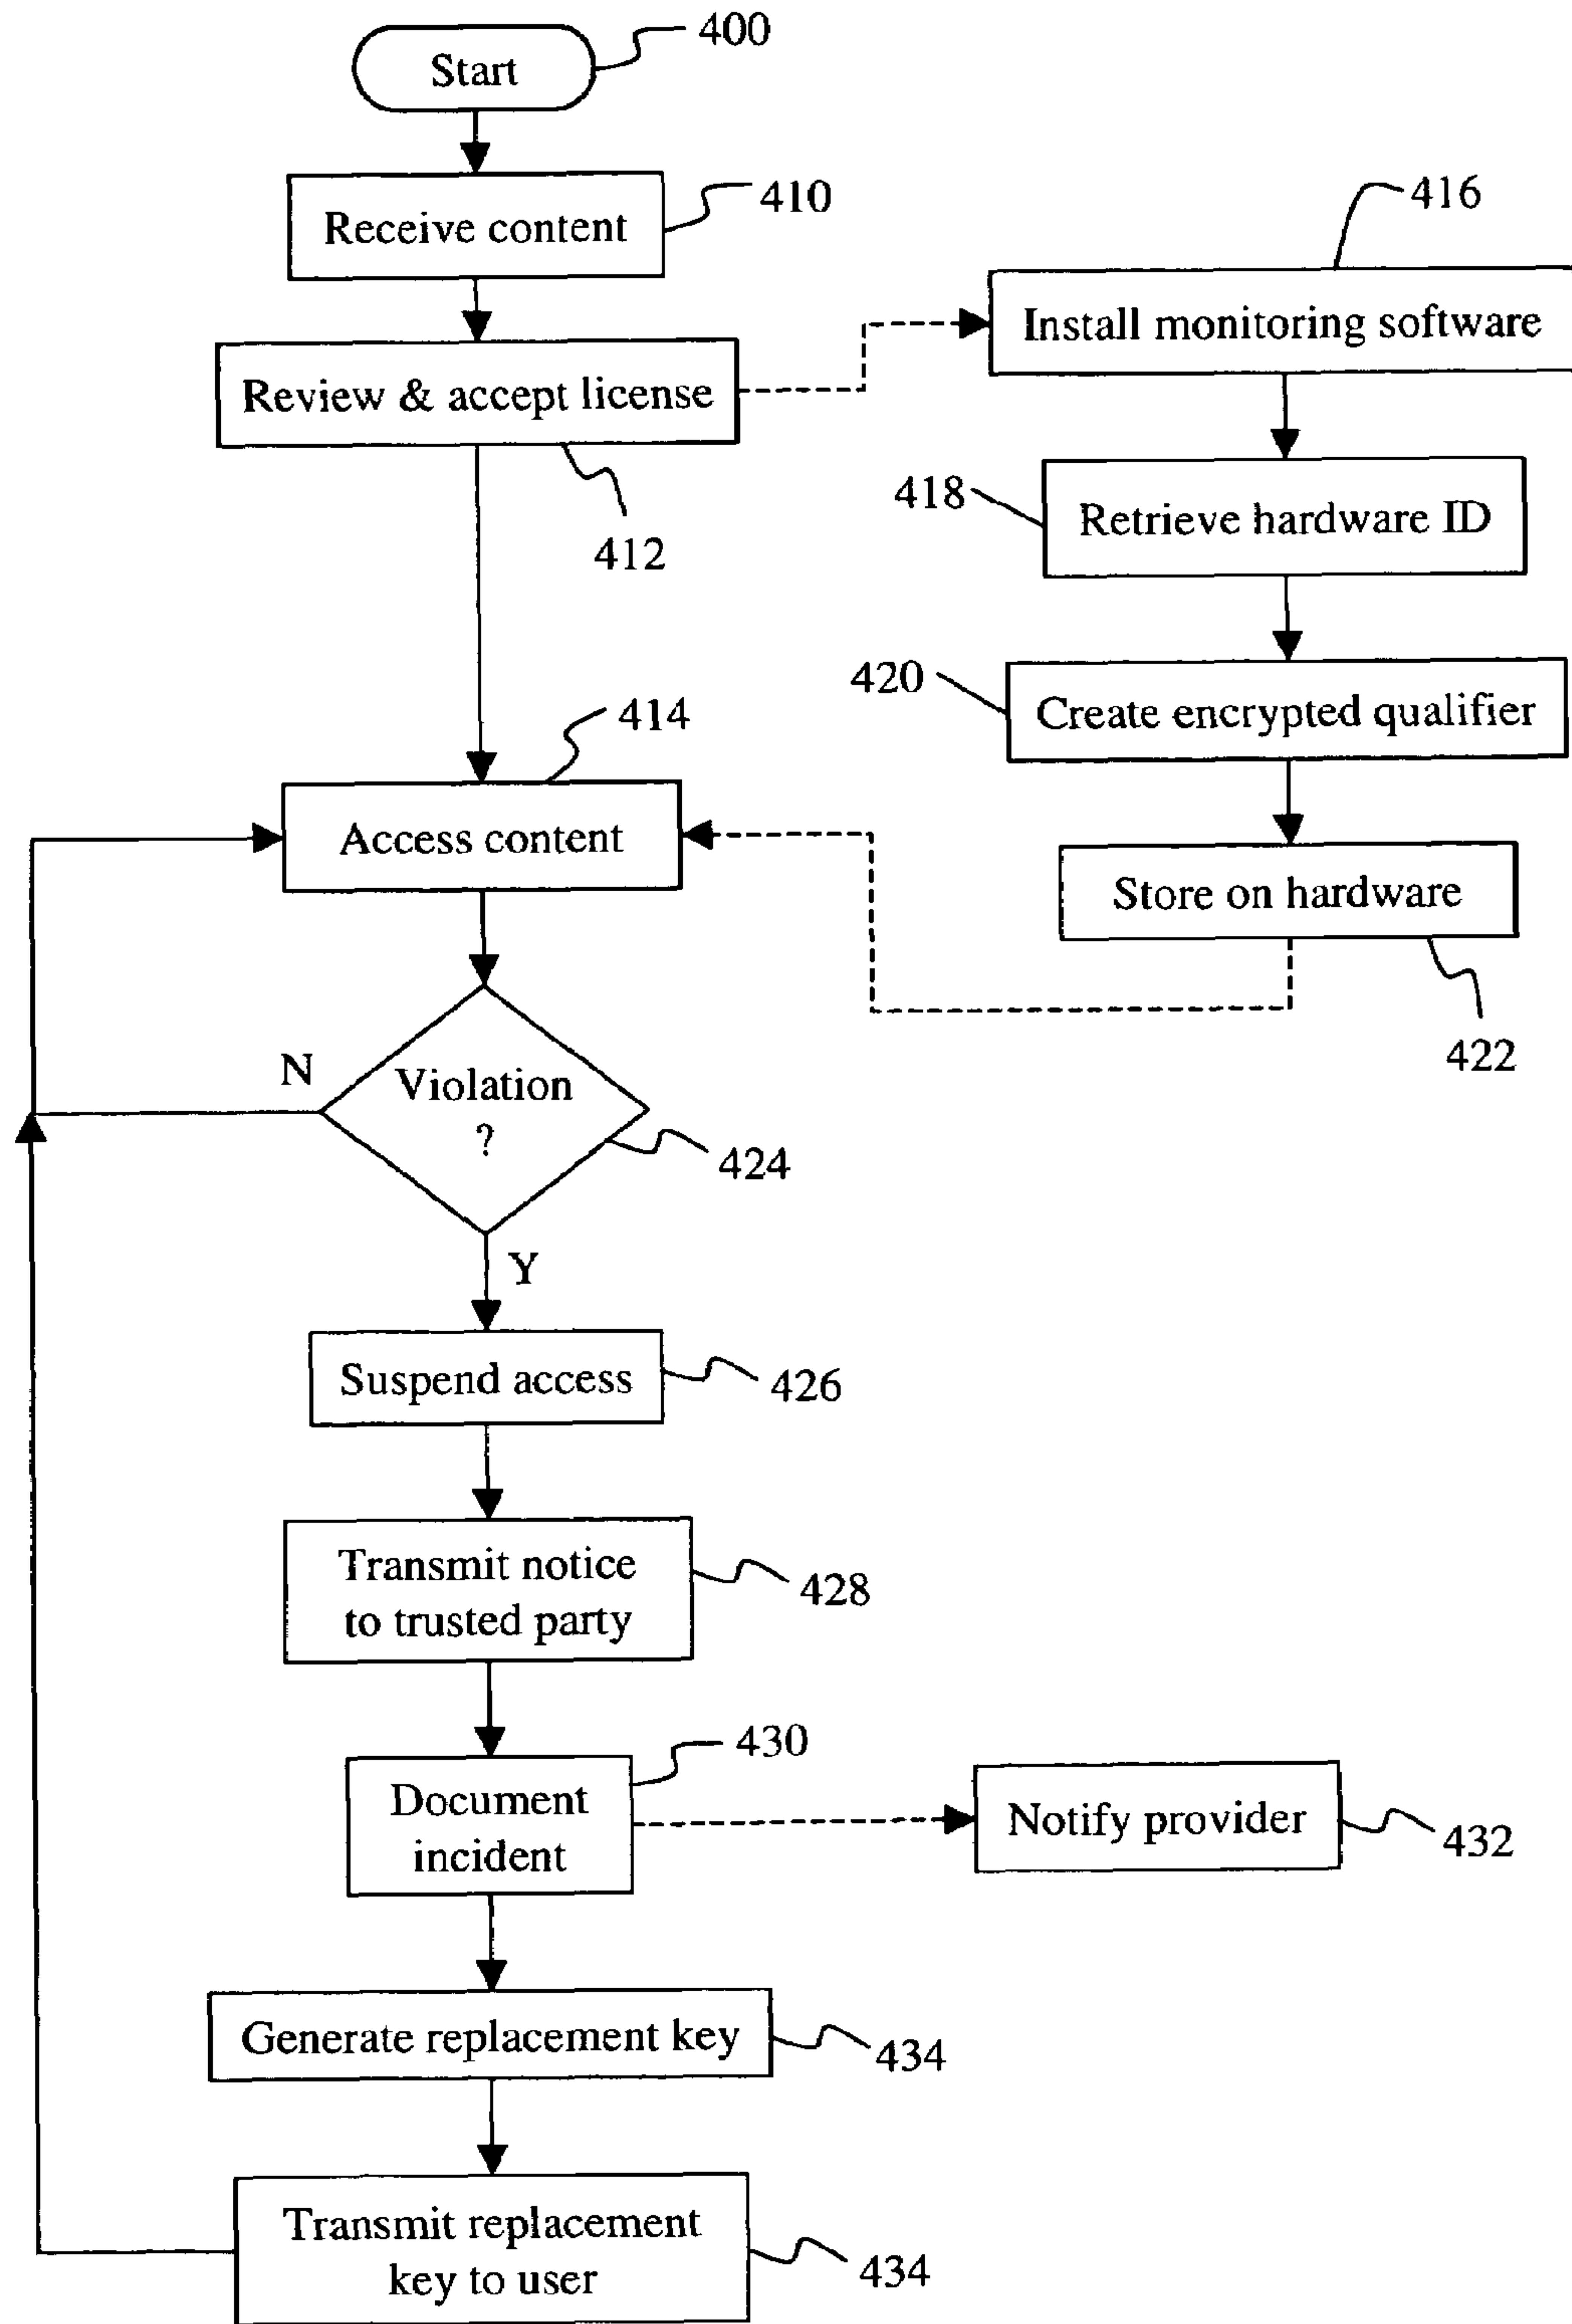 400
Start
Receive content
410
416
Install monitoring software
Review & accept license
412
418
Retrieve hardware ID
420
Create encrypted qualifier
414
Access content
Store on hardware
422
N
Violation
?
424
Y
Suspend access
426
Transmit notice
to trusted party
428
430
Document
incident
Notify provider
432
Generate replacement key
434
Transmit replacement
key to user
434